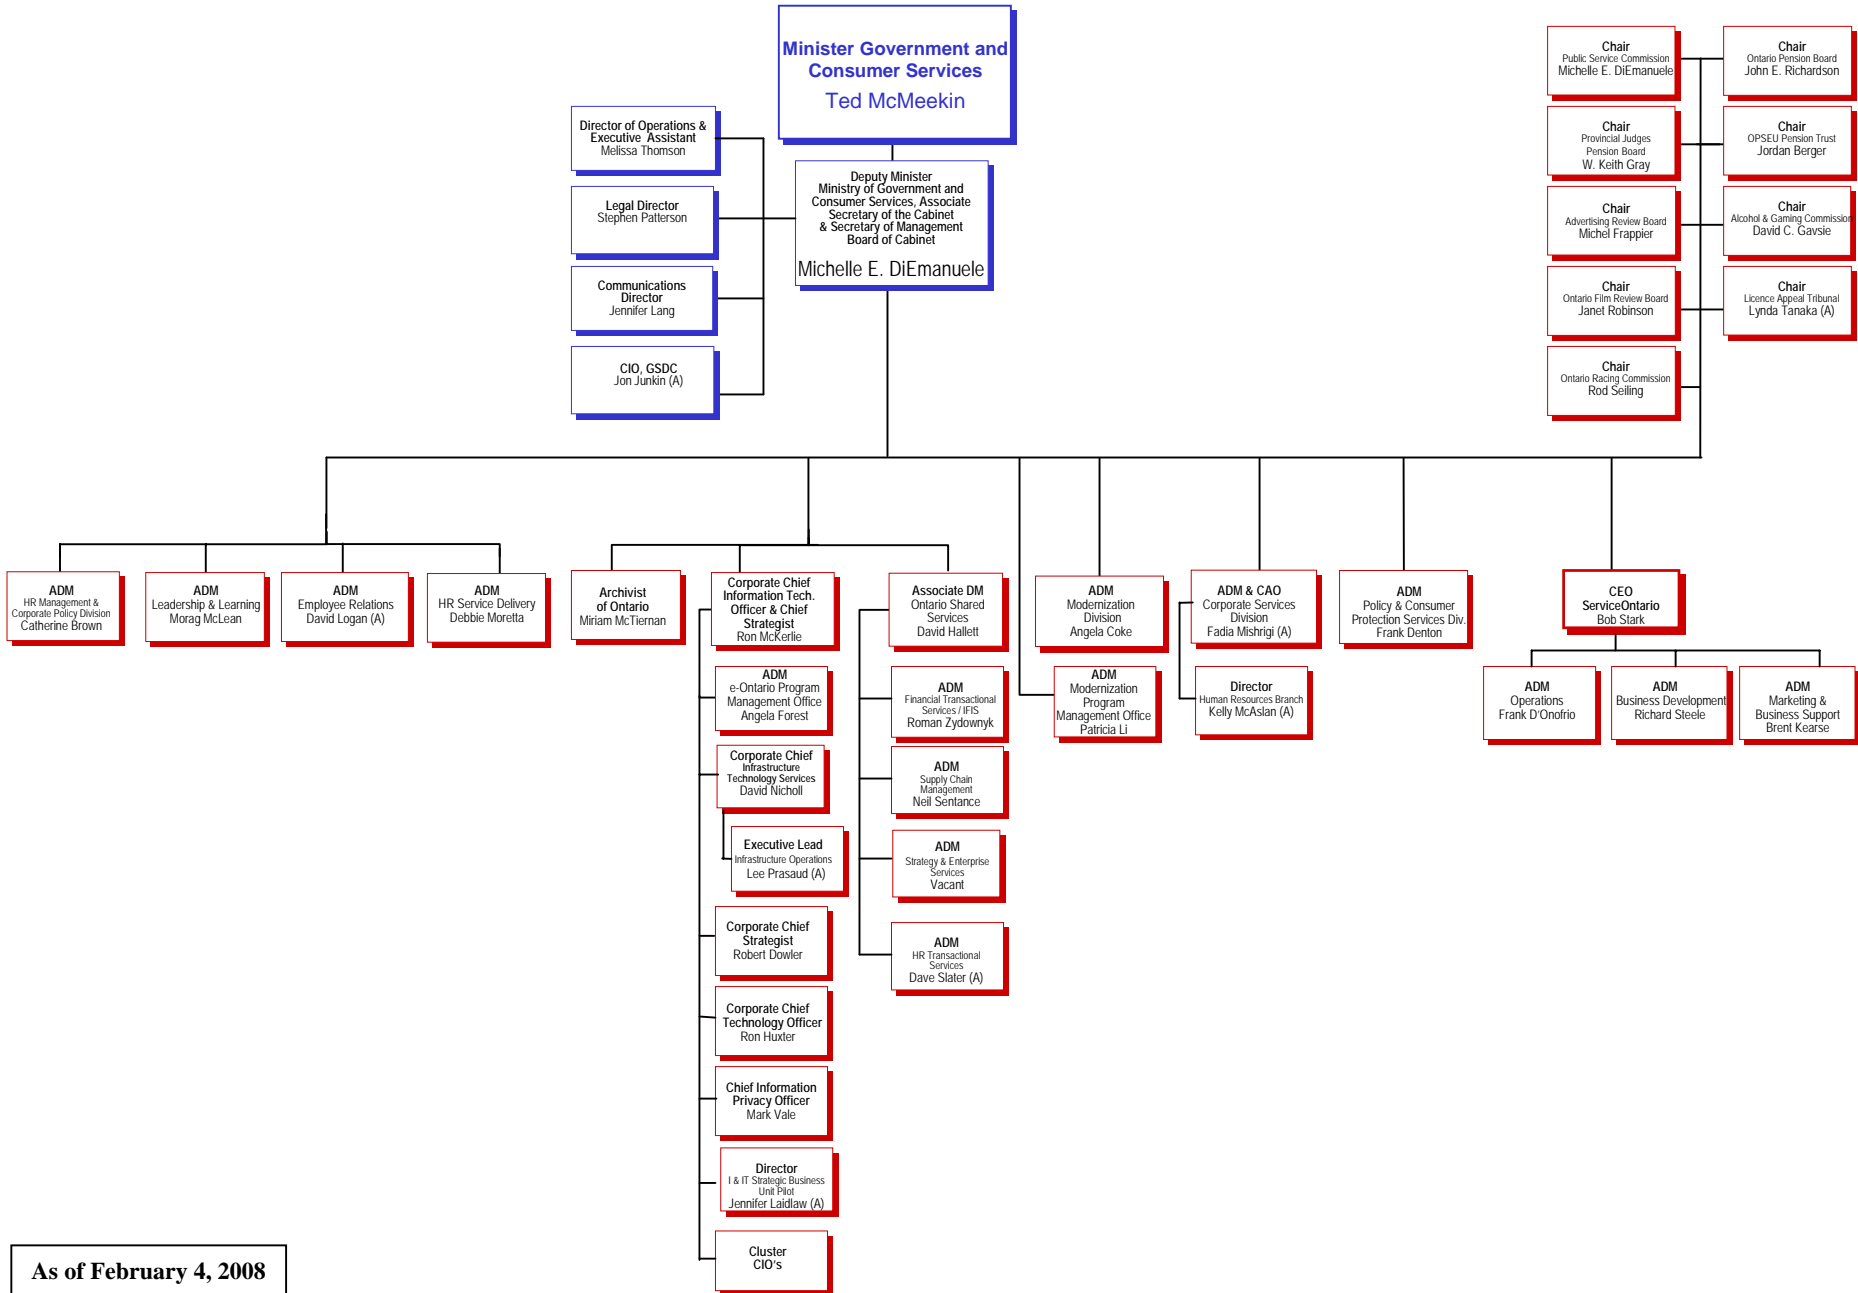 Minister Government and
Consumer Services
Ted McMeekin
Director of Operations &
Executive Assistant
Melissa Thomson
Legal Director
Stephen Patterson
Communications
Director
Jennifer Lang
CIO, GSDC
Jon Junkin (A)
Deputy Minister
Ministry of Government and
Consumer Services, Associate
Secretary of the Cabinet
& Secretary of Management
Board of Cabinet
Michelle E. DiEmanuele
Chair
Public Service Commission
Michelle E. DiEmanuele
Chair
Ontario Pension Board
John E. Richardson
Chair
Provincial Judges
Pension Board
W. Keith Gray
Chair
OPSEU Pension Trust
Jordan Berger
Chair
Advertising Review Board
Michel Frappier
Chair
Alcohol & Gaming Commission
David C. Gavsie
Chair
Ontario Film Review Board
Janet Robinson
Chair
Licence Appeal Tribunal
Lynda Tanaka (A)
Chair
Ontario Racing Commission
Rod Seiling
ADM
HR Management &
Corporate Policy Division
Catherine Brown
ADM
Leadership & Learning
Morag McLean
ADM
Employee Relations
David Logan (A)
ADM
HR Service Delivery
Debbie Moretta
Archivist
of Ontario
Miriam McTiernan
Corporate Chief
Information Tech.
Officer & Chief
Strategist
Ron McKerlie
ADM
e-Ontario Program
Management Office
Angela Forest
Corporate Chief
Infrastructure
Technology Services
David Nicholl
Executive Lead
Infrastructure Operations
Lee Prasaud (A)
Corporate Chief
Strategist
Robert Dowler
Corporate Chief
Technology Officer
Ron Huxter
Chief Information
Privacy Officer
Mark Vale
Director
I & IT Strategic Business
Unit Pilot
Jennifer Laidlaw (A)
Cluster
CIO's
Associate DM
Ontario Shared
Services
David Hallett
ADM
Financial Transactional
Services / IFIS
Roman Zydownyk
ADM
Supply Chain
Management
Neil Sentance
ADM
Strategy & Enterprise
Services
Vacant
ADM
HR Transactional
Services
Dave Slater (A)
ADM
Modernization
Division
Angela Coke
ADM
Modernization
Program
Management Office
Patricia Li
ADM & CAO
Corporate Services
Division
Fadia Mishrigi (A)
Director
Human Resources Branch
Kelly McAslan (A)
ADM
Policy & Consumer
Protection Services Div.
Frank Denton
CEO
ServiceOntario
Bob Stark
ADM
Operations
Frank D'Onofrio
ADM
Business Development
Richard Steele
ADM
Marketing &
Business Support
Brent Kearse
As of February 4, 2008